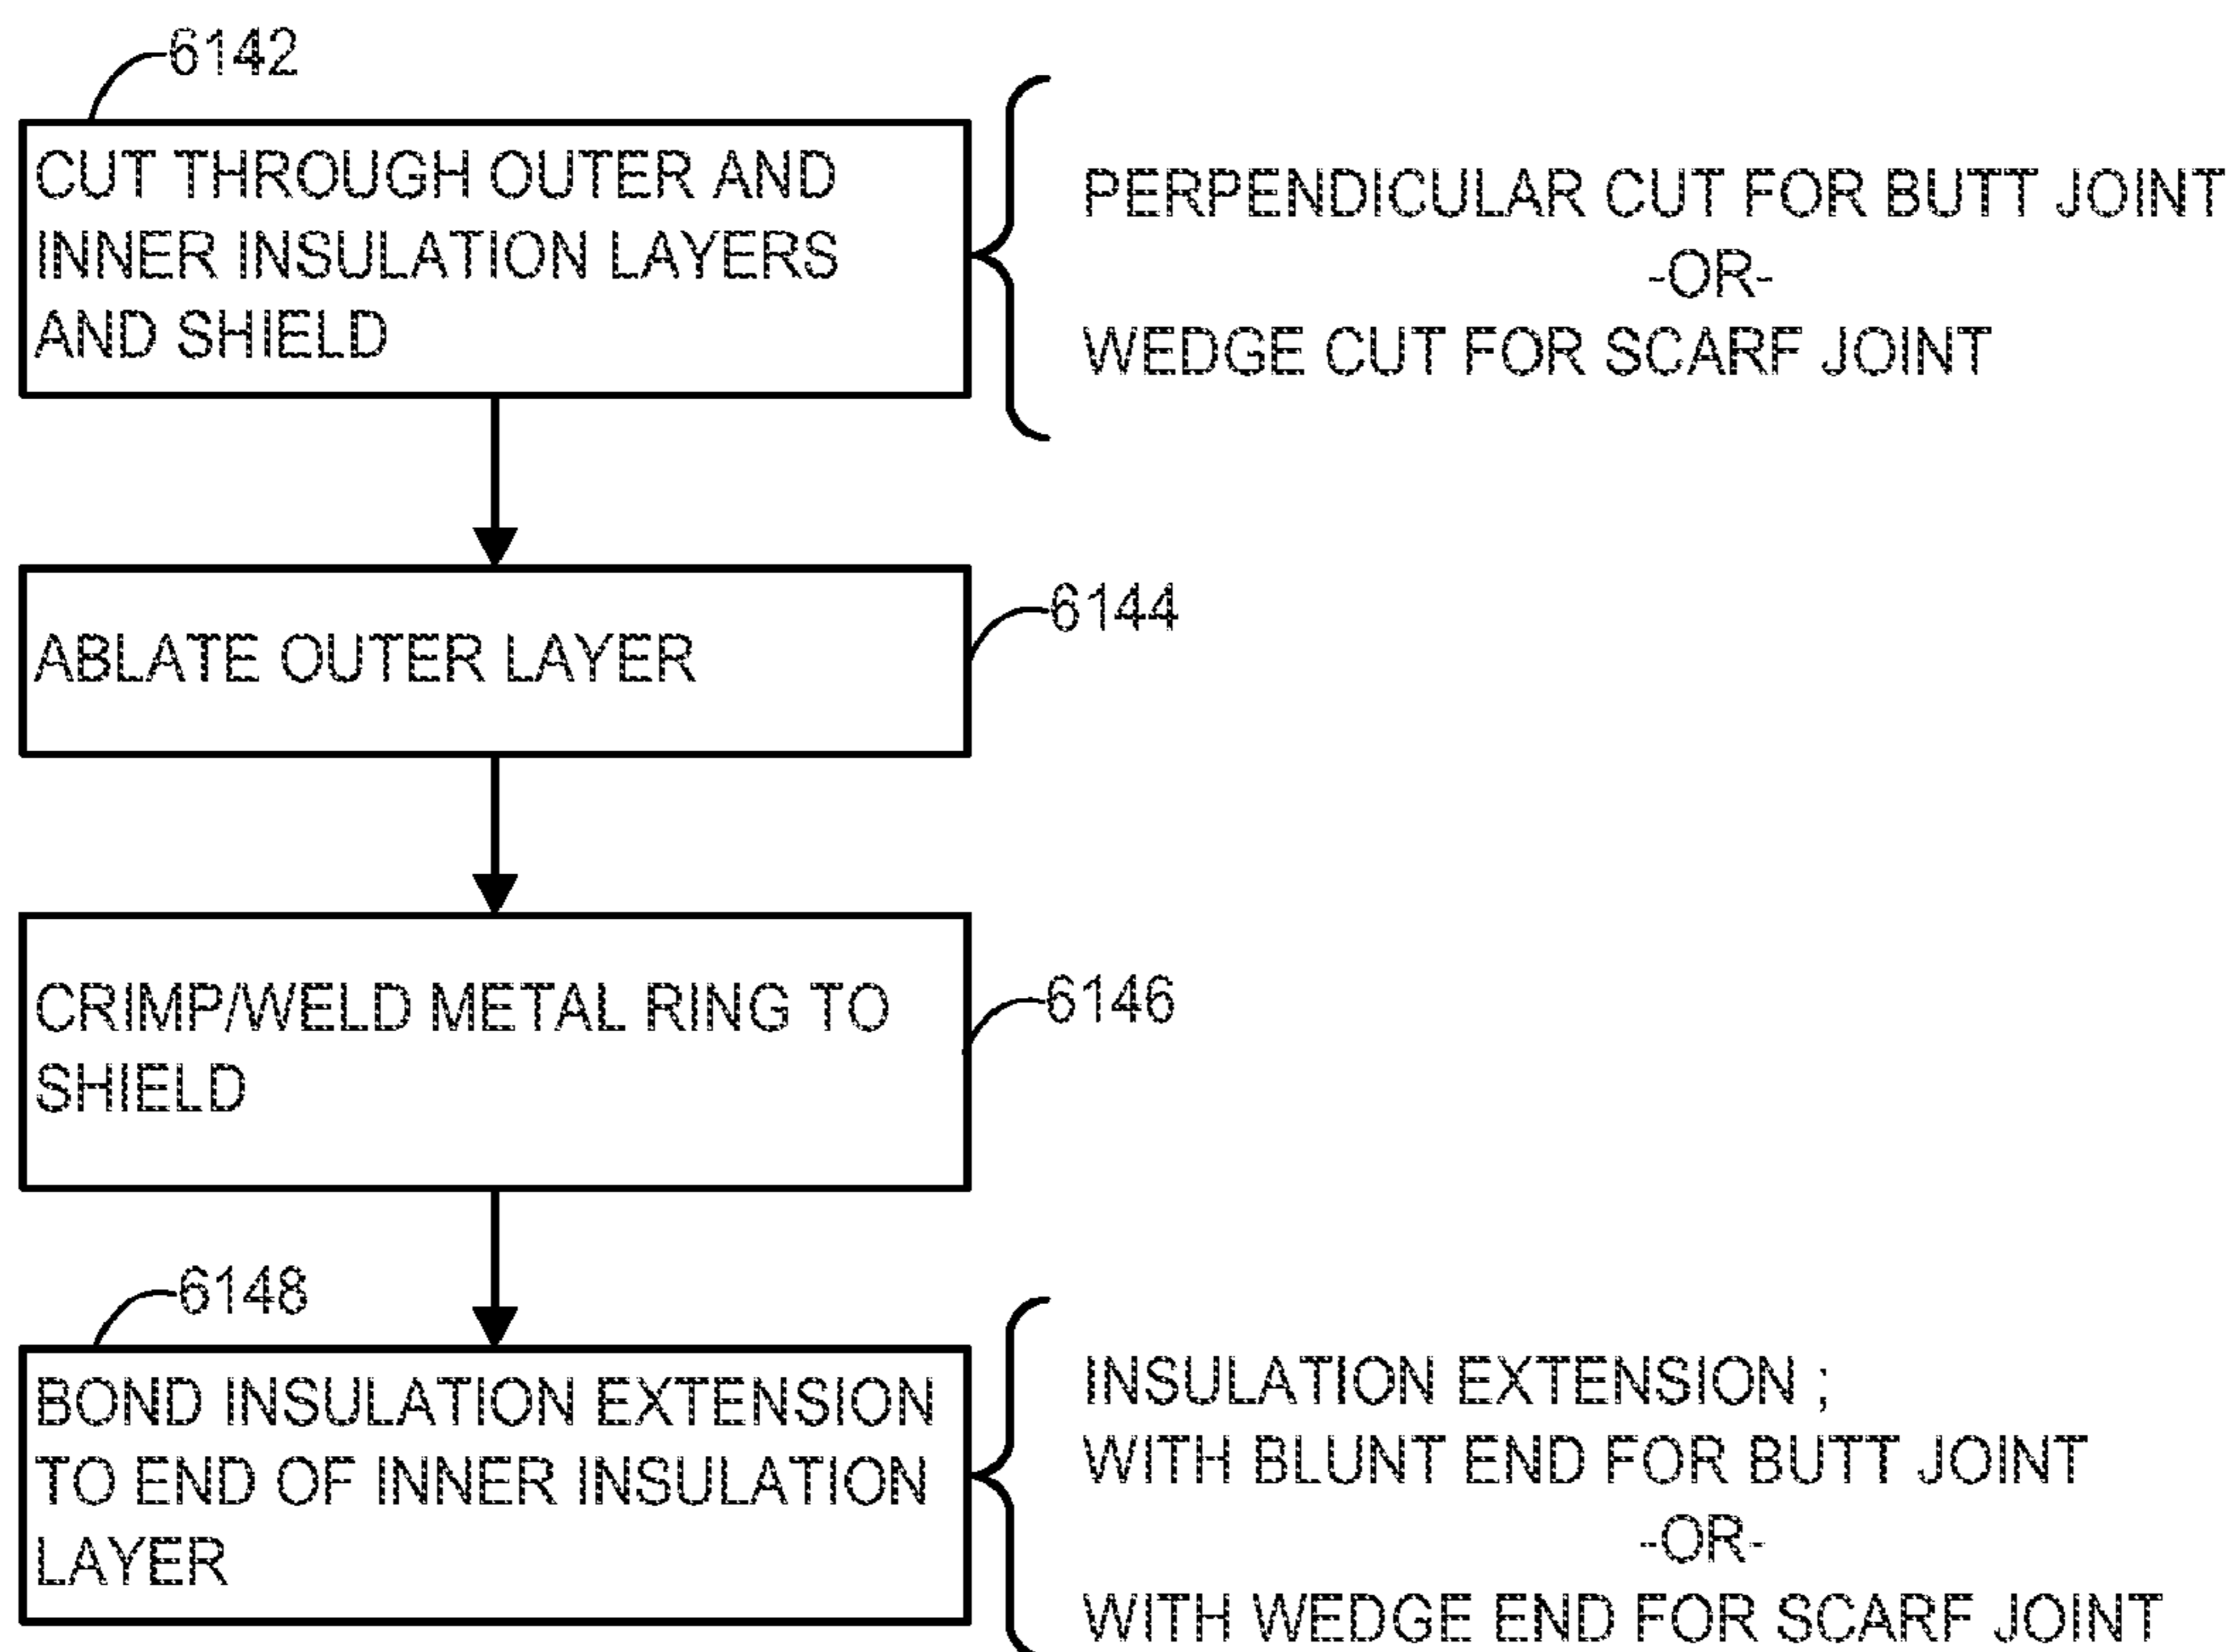 6142
CUT THROUGH OUTER AND
INNER INSULATION LAYERS
AND SHIELD
PERPENDICULAR CUT FOR BUTT JOINT
-OR-
WEDGE CUT FOR SCARF JOINT
6144
ABLATE OUTER LAYER
6146
CRIMP/WELD METAL RING TO
SHIELD
6148
BOND INSULATION EXTENSION
TO END OF INNER INSULATION
LAYER
INSULATION EXTENSION ;
WITH BLUNT END FOR BUTT JOINT
-OR-
WITH WEDGE END FOR SCARF JOINT